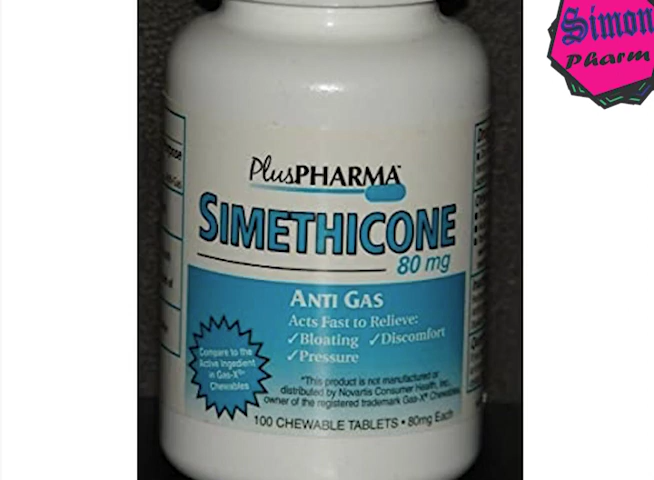 Simon
Pharm
PlusPHARMA™
SIMETHICONE
80 mg
ANTI GAS
Acts Fast to Relieve:
✓Bloating ✓Discomfort
✓Pressure
Compare to the
Active Ingredient
in Gas-X®*
Chewables
*This product is not manufactured or
distributed by Novartis Consumer Health, Inc.,
owner of the registered trademark Gas-X® Chewables
100 CHEWABLE TABLETS • 80mg Each